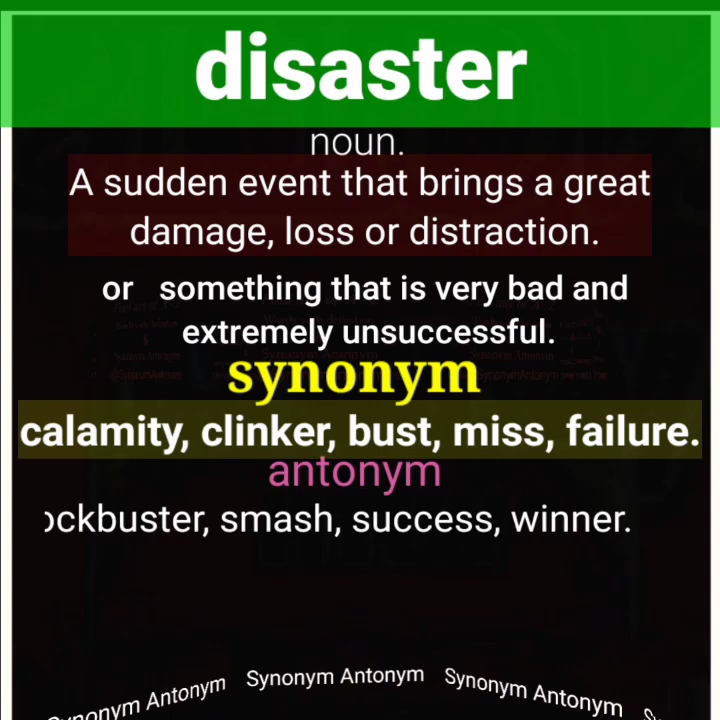 disaster
noun.
A sudden event that brings a great
damage, loss or distraction.
or something that is very bad and
extremely unsuccessful.
synonym
calamity, clinker, bust, miss, failure.
antonym
ockbuster, smash, success, winner.
Synonym Antonym Synonym Antonym Synonym Antonym